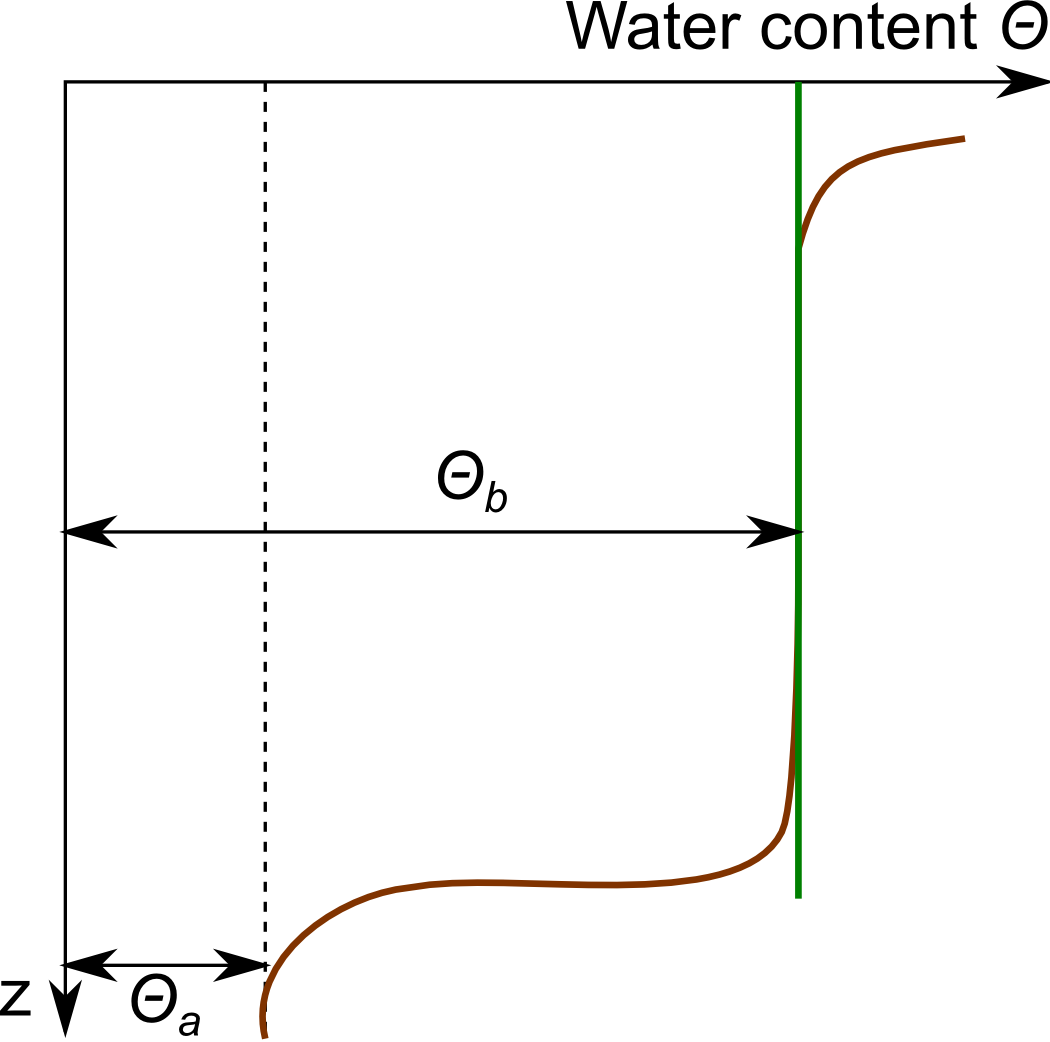 Water content Θ
Θb
Θa
z